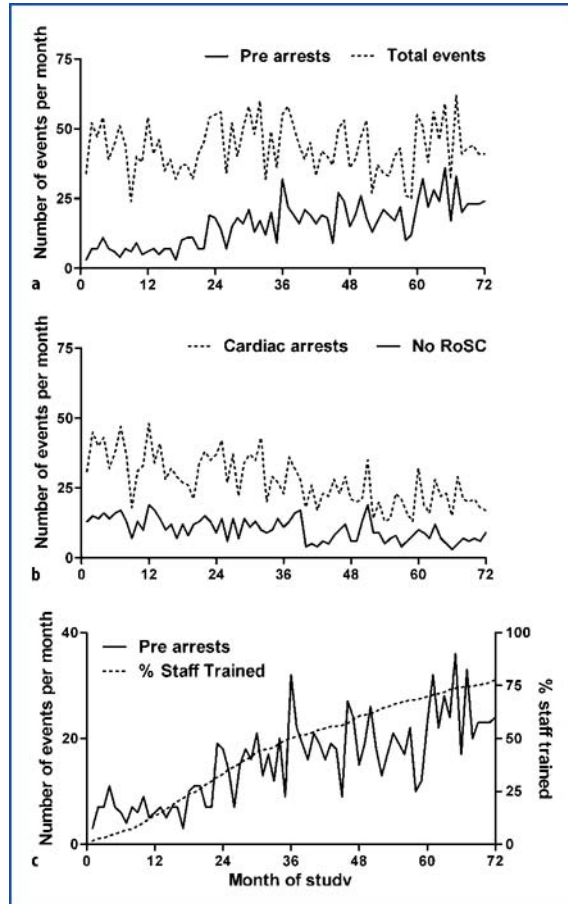 Pre arrests Total events
Number of events per month
75
50
25
0
0 12 24 36 48 60 72
a
Cardiac arrests No RoSC
Number of events per month
75
50
25
0
0 12 24 36 48 60 72
b
Pre arrests
% Staff Trained
Number of events per month
40
20
0
% staff trained
100
75
50
25
0
0 12 24 36 48 60 72
c
Month of study